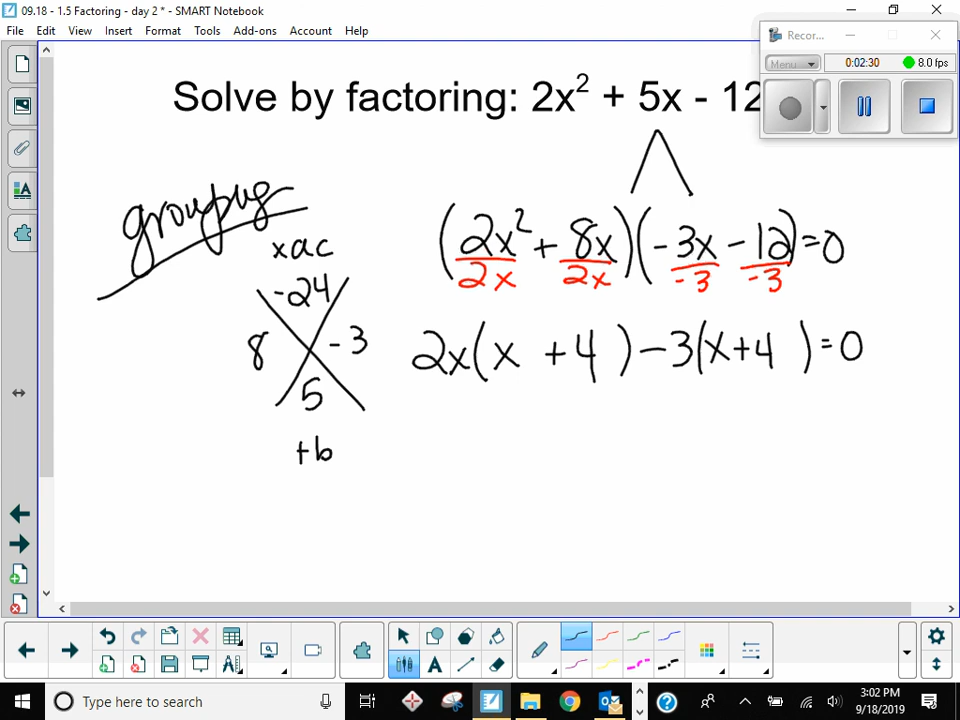 09.18 - 1.5 Factoring - day 2 * - SMART Notebook
File Edit View Insert Format Tools Add-ons Account Help
Recor...
Menu 0:02:30 8.0 fps
Solve by factoring: 2x² + 5x - 12
grouping
(2x² + 8x)(-3x - 12) = 0
2x 2x -3 -3
xac
-24
8 -3
5
+b
2x(x + 4) - 3(x + 4) = 0
Type here to search
3:02 PM
9/18/2019